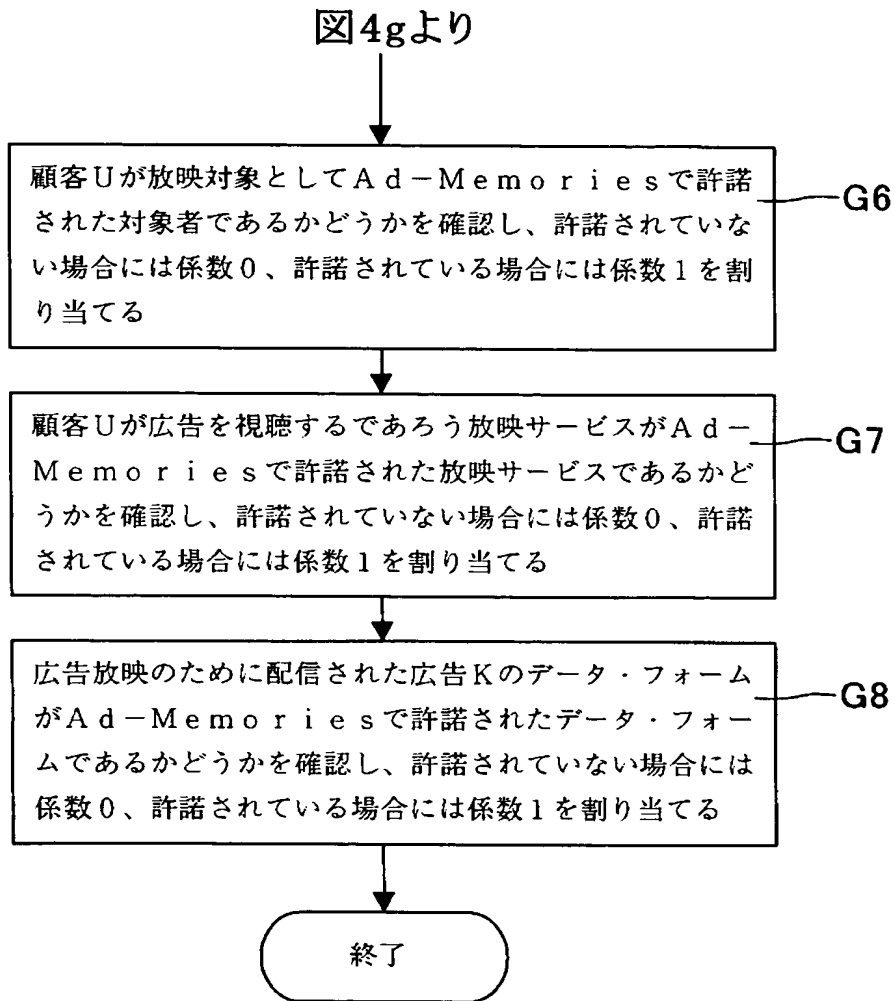 図4gより
顧客Uが放映対象としてAd－Memoriesで許諾
された対象者であるかどうかを確認し、許諾されていな
い場合には係数0、許諾されている場合には係数1を割
り当てる
G6
顧客Uが広告を視聴するであろう放映サービスがAd－
Memoriesで許諾された放映サービスであるかど
うかを確認し、許諾されていない場合には係数0、許諾
されている場合には係数1を割り当てる
G7
広告放映のために配信された広告Kのデータ・フォーム
がAd－Memoriesで許諾されたデータ・フォー
ムであるかどうかを確認し、許諾されていない場合には
係数0、許諾されている場合には係数1を割り当てる
G8
終了